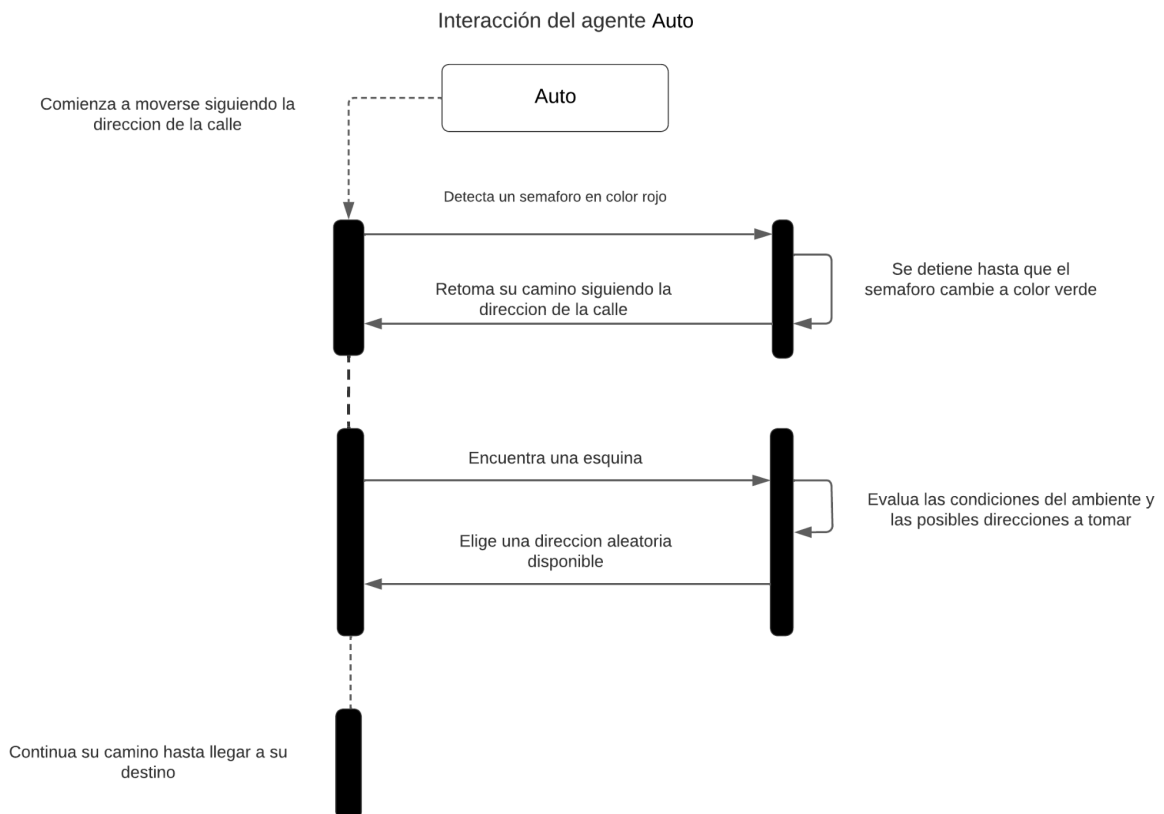 Interacción del agente Auto
Auto
Comienza a moverse siguiendo la
direccion de la calle
Detecta un semaforo en color rojo
Se detiene hasta que el
semaforo cambie a color verde
Retoma su camino siguiendo la
direccion de la calle
Encuentra una esquina
Evalua las condiciones del ambiente y
las posibles direcciones a tomar
Elige una direccion aleatoria
disponible
Continua su camino hasta llegar a su
destino